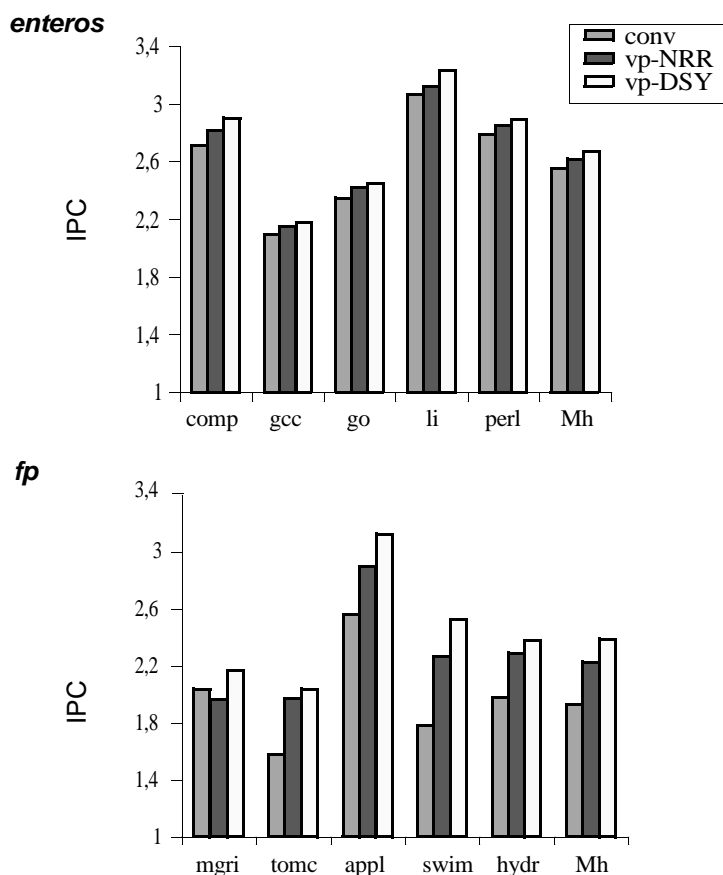 enteros
conv
vp-NRR
vp-DSY
3,4
3
2,6
2,2
1,8
1,4
1
IPC
comp gcc go li perl Mh
fp
3,4
3
2,6
2,2
1,8
1,4
1
IPC
mgri tomc appl swim hydr Mh